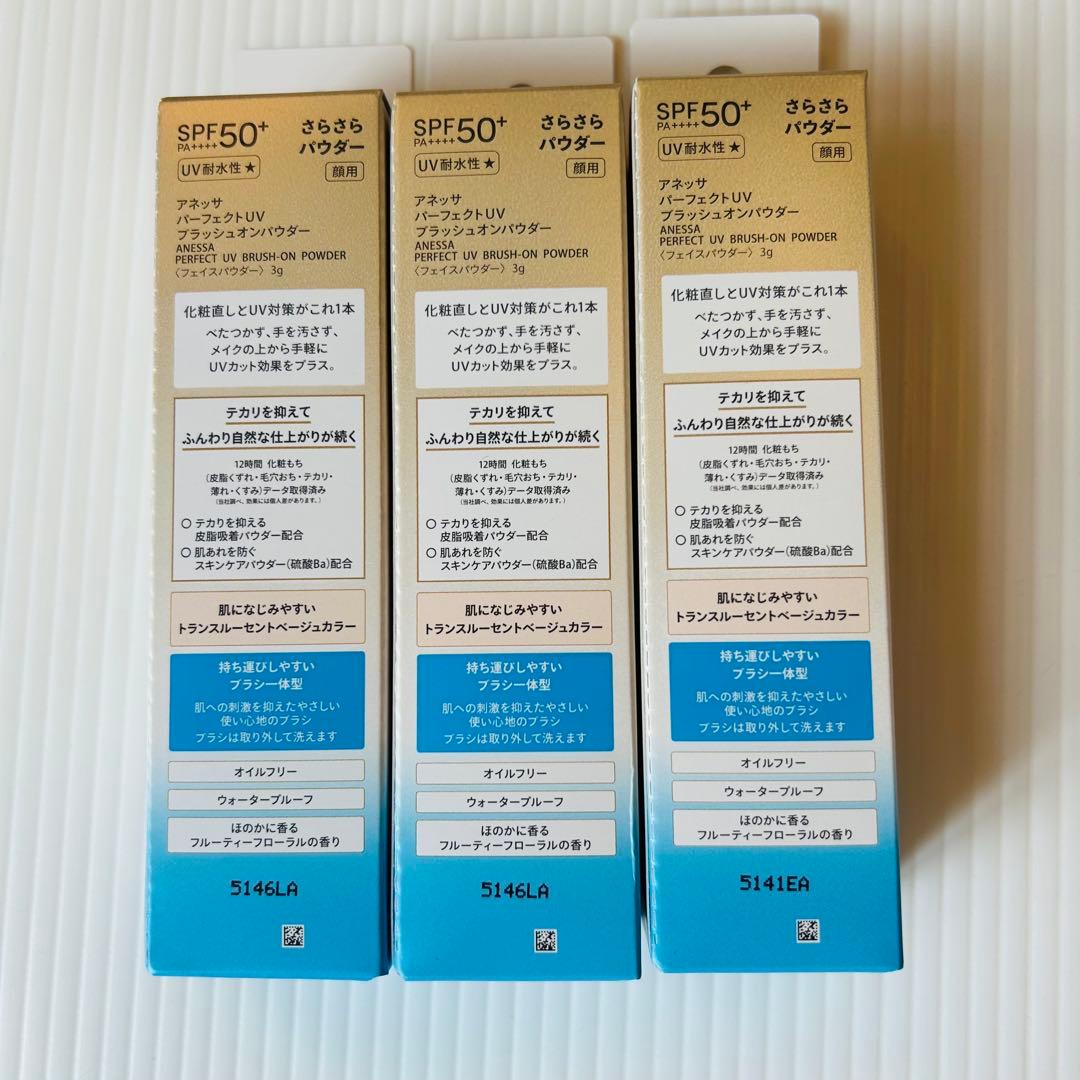 SPF50+
PA++++
さらさら
パウダー
UV耐水性★
顔用
アネッサ
パーフェクトUV
ブラッシュオンパウダー
ANESSA
PERFECT UV BRUSH-ON POWDER
〈フェイスパウダー〉 3g
化粧直しとUV対策がこれ1本
べたつかず、手を汚さず、
メイクの上から手軽に
UVカット効果をプラス。
テカリを抑えて
ふんわり自然な仕上がりが続く
12時間 化粧もち
(皮脂くずれ・毛穴おち・テカリ・
薄れ・くすみ)データ取得済み
(当社調べ。効果には個人差があります。)
○ テカリを抑える
皮脂吸着パウダー配合
○ 肌あれを防ぐ
スキンケアパウダー(硫酸Ba)配合
肌になじみやすい
トランスルーセントベージュカラー
持ち運びしやすい
ブラシ一体型
肌への刺激を抑えたやさしい
使い心地のブラシ
ブラシは取り外して洗えます
オイルフリー
ウォータープルーフ
ほのかに香る
フルーティーフローラルの香り
5146LA
SPF50+
PA++++
さらさら
パウダー
UV耐水性★
顔用
アネッサ
パーフェクトUV
ブラッシュオンパウダー
ANESSA
PERFECT UV BRUSH-ON POWDER
〈フェイスパウダー〉 3g
化粧直しとUV対策がこれ1本
べたつかず、手を汚さず、
メイクの上から手軽に
UVカット効果をプラス。
テカリを抑えて
ふんわり自然な仕上がりが続く
12時間 化粧もち
(皮脂くずれ・毛穴おち・テカリ・
薄れ・くすみ)データ取得済み
(当社調べ。効果には個人差があります。)
○ テカリを抑える
皮脂吸着パウダー配合
○ 肌あれを防ぐ
スキンケアパウダー(硫酸Ba)配合
肌になじみやすい
トランスルーセントベージュカラー
持ち運びしやすい
ブラシ一体型
肌への刺激を抑えたやさしい
使い心地のブラシ
ブラシは取り外して洗えます
オイルフリー
ウォータープルーフ
ほのかに香る
フルーティーフローラルの香り
5146LA
SPF50+
PA++++
さらさら
パウダー
UV耐水性★
顔用
アネッサ
パーフェクトUV
ブラッシュオンパウダー
ANESSA
PERFECT UV BRUSH-ON POWDER
〈フェイスパウダー〉 3g
化粧直しとUV対策がこれ1本
べたつかず、手を汚さず、
メイクの上から手軽に
UVカット効果をプラス。
テカリを抑えて
ふんわり自然な仕上がりが続く
12時間 化粧もち
(皮脂くずれ・毛穴おち・テカリ・
薄れ・くすみ)データ取得済み
(当社調べ。効果には個人差があります。)
○ テカリを抑える
皮脂吸着パウダー配合
○ 肌あれを防ぐ
スキンケアパウダー(硫酸Ba)配合
肌になじみやすい
トランスルーセントベージュカラー
持ち運びしやすい
ブラシ一体型
肌への刺激を抑えたやさしい
使い心地のブラシ
ブラシは取り外して洗えます
オイルフリー
ウォータープルーフ
ほのかに香る
フルーティーフローラルの香り
5141EA